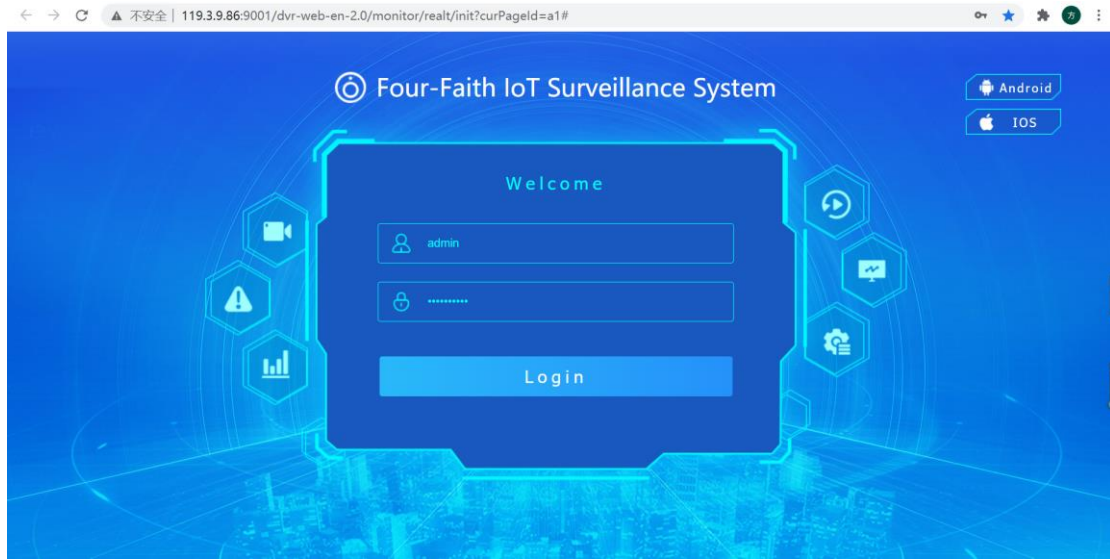 不安全 | 119.3.9.86:9001/dvr-web-en-2.0/monitor/realt/init?curPageId=a1#
方
Four-Faith IoT Surveillance System
Android
IOS
Welcome
admin
••••••••••
Login